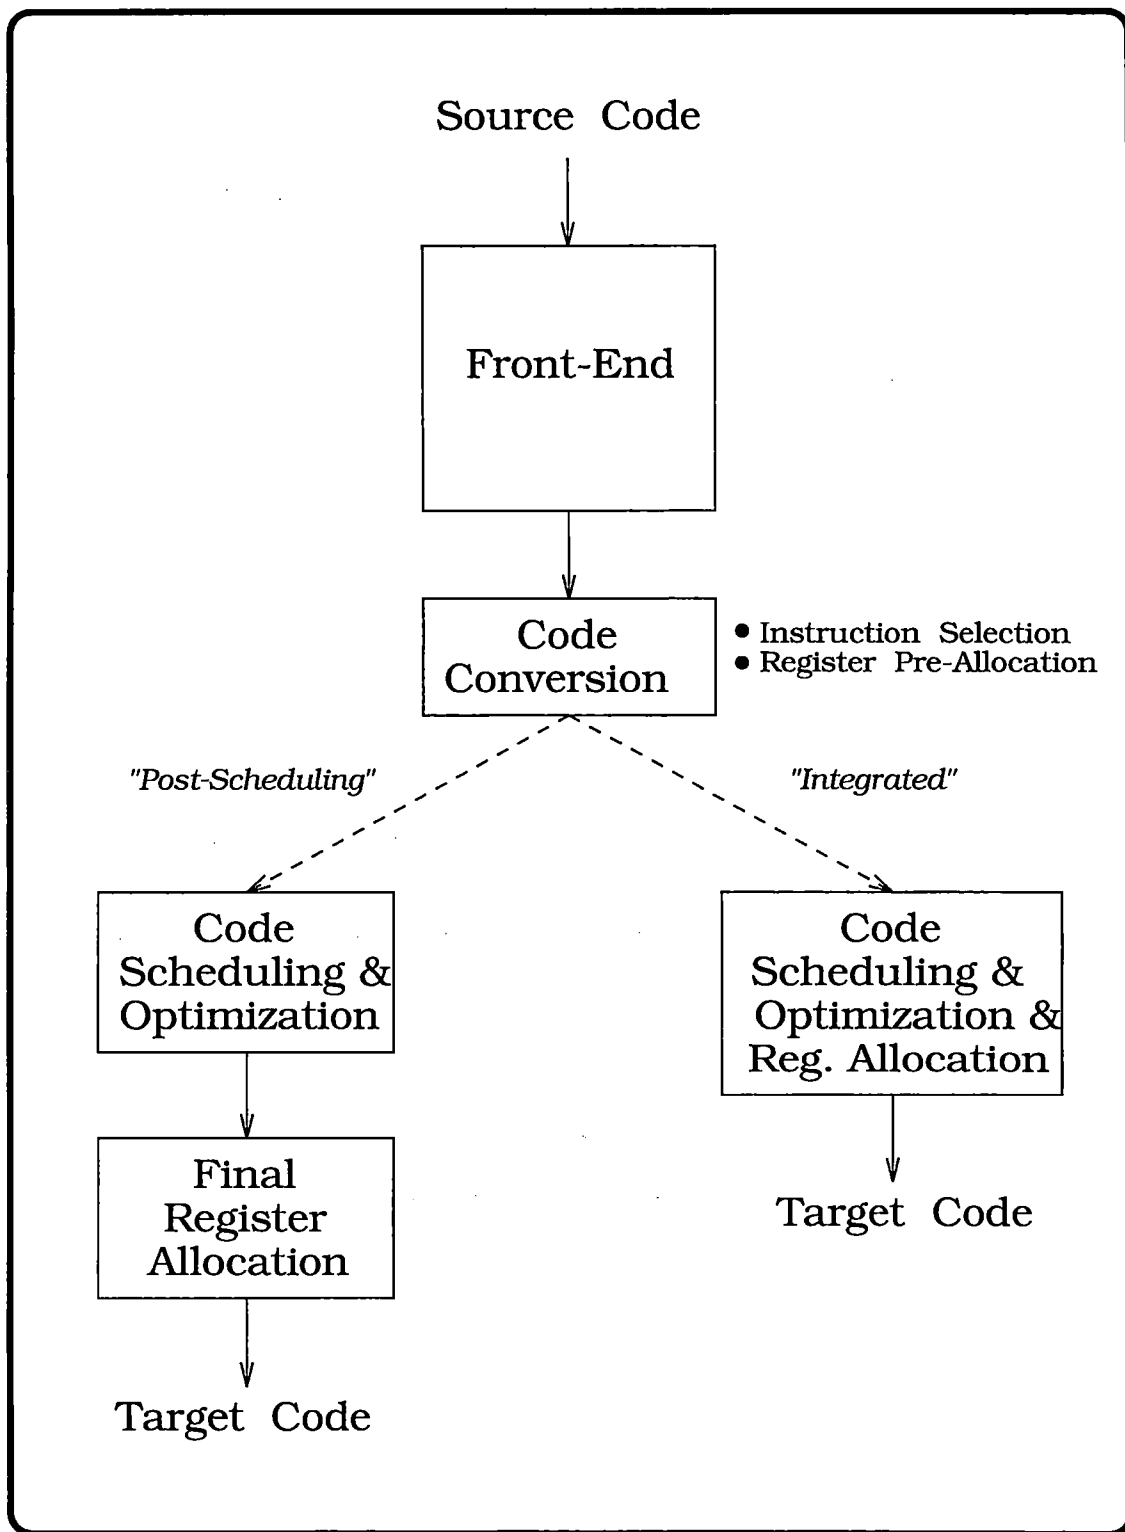 Source Code
Front-End
Code
Conversion
• Instruction Selection
• Register Pre-Allocation
"Post-Scheduling"
"Integrated"
Code
Scheduling &
Optimization
Code
Scheduling &
Optimization &
Reg. Allocation
Final
Register
Allocation
Target Code
Target Code